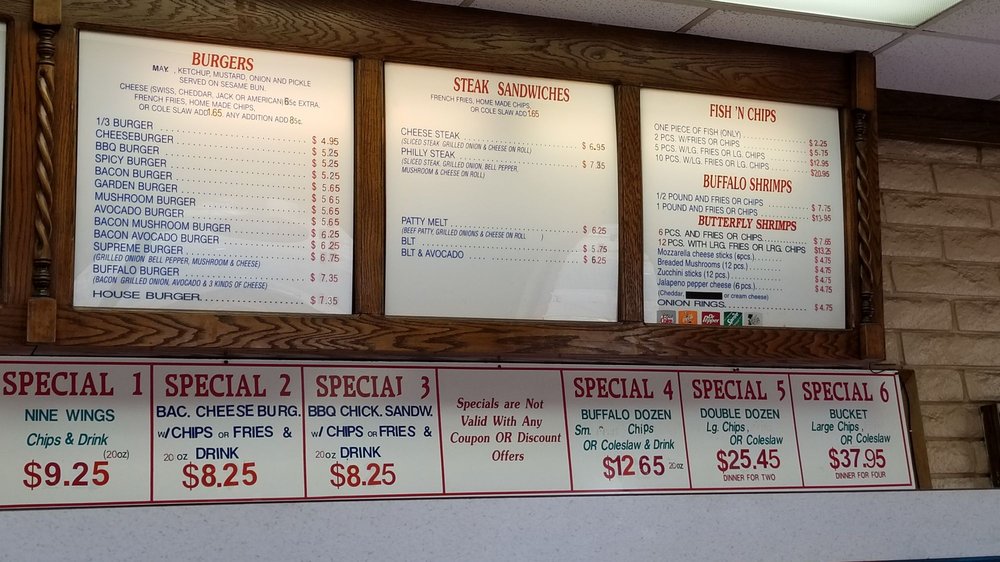 BURGERS
MAY. , KETCHUP, MUSTARD, ONION AND PICKLE
SERVED ON SESAME BUN.
CHEESE (SWISS, CHEDDAR, JACK OR AMERICAN) 65¢ EXTRA.
FRENCH FRIES, HOME MADE CHIPS,
OR COLE SLAW ADD 1.65 ANY ADDITION ADD 85¢.
1/3 BURGER $ 4.95
CHEESEBURGER $ 5.25
BBQ BURGER $ 5.25
SPICY BURGER $ 5.25
BACON BURGER $ 5.65
GARDEN BURGER $ 5.65
MUSHROOM BURGER $ 5.65
AVOCADO BURGER $ 5.65
BACON MUSHROOM BURGER $ 6.25
BACON AVOCADO BURGER $ 6.25
SUPREME BURGER $ 6.75
(GRILLED ONION BELL PEPPER, MUSHROOM & CHEESE)
BUFFALO BURGER $ 7.35
(BACON GRILLED ONION, AVOCADO & 3 KINDS OF CHEESE)
HOUSE BURGER $ 7.35
STEAK SANDWICHES
FRENCH FRIES, HOME MADE CHIPS,
OR COLE SLAW ADD 1.65
CHEESE STEAK $ 6.95
(SLICED STEAK GRILLED ONION & CHEESE ON ROLL)
PHILLY STEAK $ 7.35
(SLICED STEAK, GRILLED ONION, BELL PEPPER,
MUSHROOM & CHEESE ON ROLL)
PATTY MELT $ 6.25
(BEEF PATTY, GRILLED ONIONS & CHEESE ON ROLL )
BLT $ 5.75
BLT & AVOCADO $ 6.25
FISH 'N CHIPS
ONE PIECE OF FISH (ONLY) $ 2.25
2 PCS. W/FRIES OR CHIPS $ 5.75
5 PCS. W/LG. FRIES OR LG. CHIPS $12.95
10 PCS. W/LG. FRIES OR LG. CHIPS $20.95
BUFFALO SHRIMPS
1/2 POUND AND FRIES OR CHIPS $ 7.75
1 POUND AND FRIES OR CHIPS $13.95
BUTTERFLY SHRIMPS
6 PCS. AND FRIES OR CHIPS $ 7.65
12 PCS. WITH LRG. FRIES OR LRG. CHIPS $13.25
Mozzarella cheese sticks (6pcs.) $ 4.75
Breaded Mushrooms (12 pcs.) $ 4.75
Zucchini sticks (12 pcs.) $ 4.75
Jalapeno pepper cheese (6 pcs.) $ 4.75
(Cheddar, or cream cheese)
ONION RINGS $ 4.75
Dr Pepper
SPECIAL 1
NINE WINGS
Chips & Drink
(20oz)
$9.25
SPECIAL 2
BAC. CHEESE BURG.
W/ CHIPS OR FRIES &
20 OZ DRINK
$8.25
SPECIAL 3
BBQ CHICK. SANDW.
W/ CHIPS OR FRIES &
20 OZ DRINK
$8.25
Specials are Not
Valid With Any
Coupon OR Discount
Offers
SPECIAL 4
BUFFALO DOZEN
Sm. Chips
OR Coleslaw & Drink
$12 65 20oz
SPECIAL 5
DOUBLE DOZEN
Lg. Chips,
OR Coleslaw
$25.45
DINNER FOR TWO
SPECIAL 6
BUCKET
Large Chips,
OR Coleslaw
$37.95
DINNER FOR FOUR